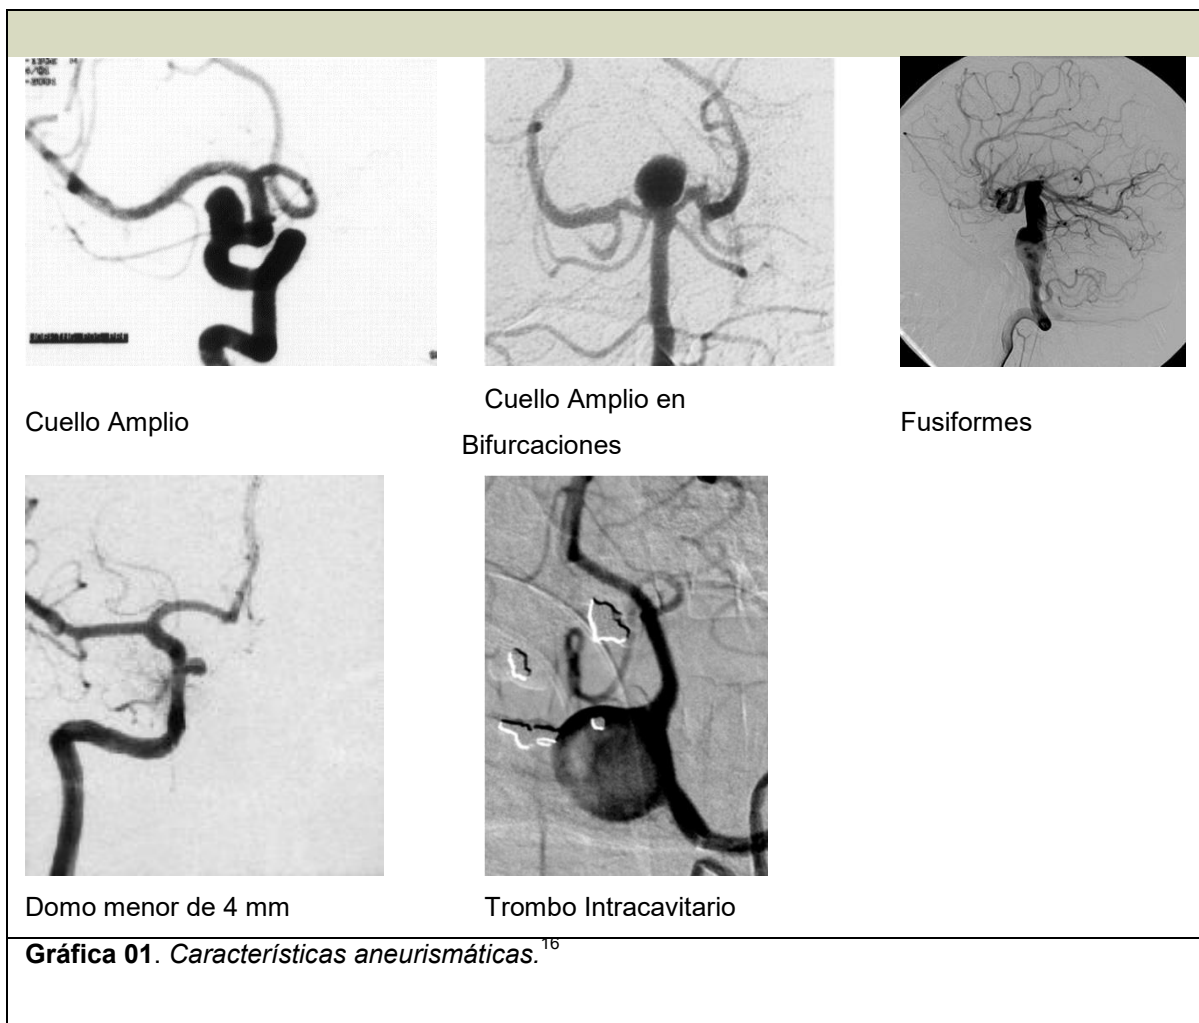 Cuello Amplio
Cuello Amplio en
Bifurcaciones
Fusiformes
Domo menor de 4 mm
Trombo Intracavitario
Gráfica 01. Características aneurismáticas.16